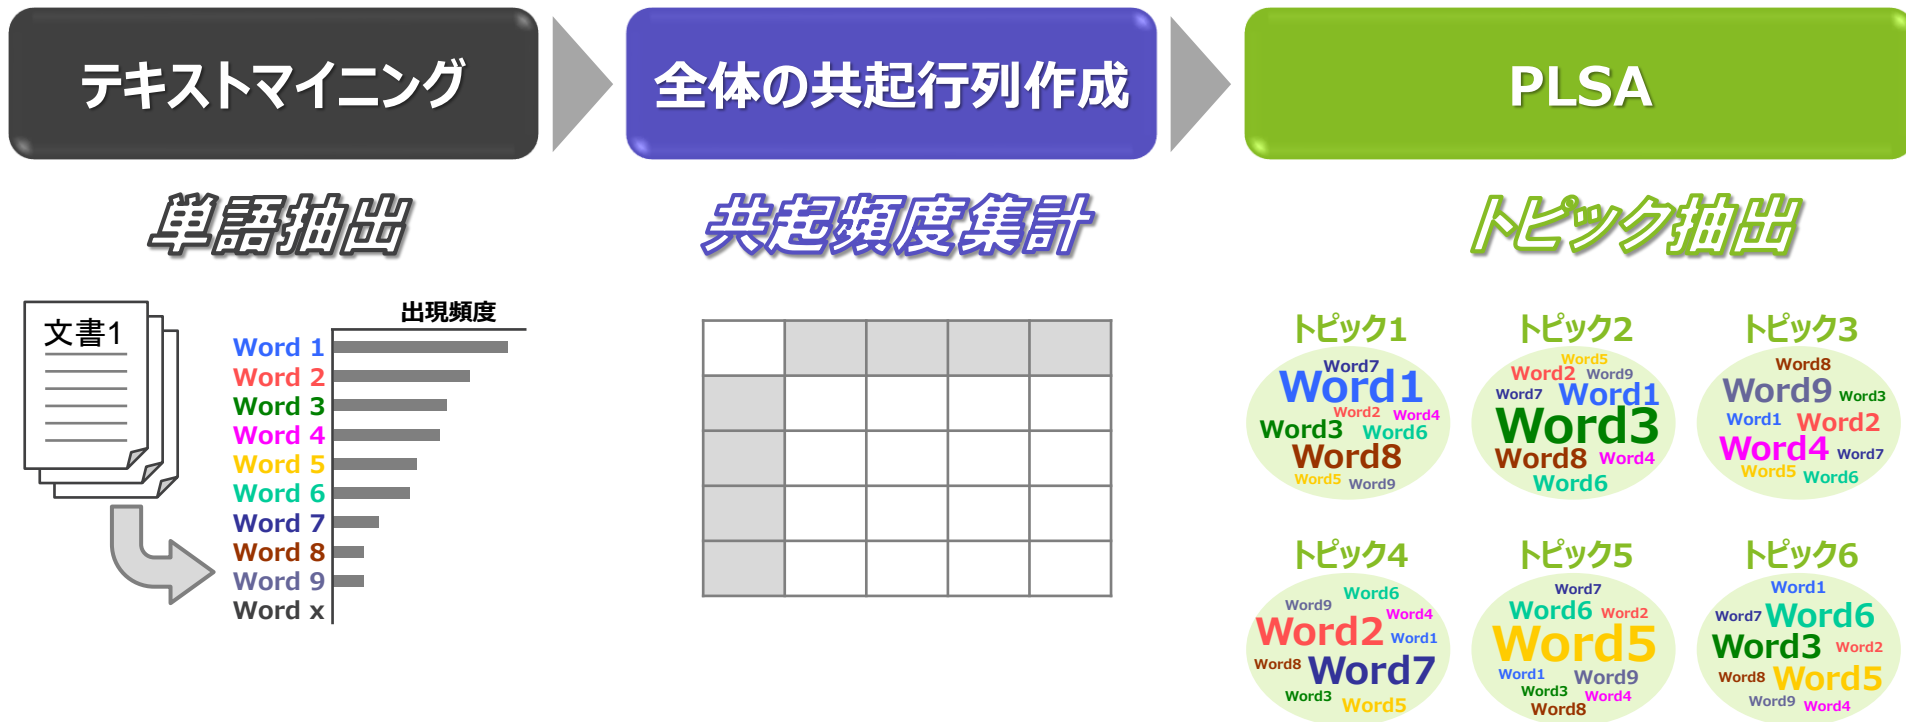 テキストマイニング
全体の共起行列作成
PLSA
単語抽出
共起頻度集計
トピック抽出
文書1
出現頻度
Word 1
Word 2
Word 3
Word 4
Word 5
Word 6
Word 7
Word 8
Word 9
Word x
トピック1
Word7
Word1
Word2 Word4
Word3 Word6
Word8
Word5 Word9
トピック2
Word5
Word2 Word9
Word7 Word1
Word3
Word8 Word4
Word6
トピック3
Word8
Word9 Word3
Word1 Word2
Word4 Word7
Word5 Word6
トピック4
Word6
Word9 Word4
Word2 Word1
Word8 Word7
Word3 Word5
トピック5
Word7
Word6 Word2
Word5
Word1 Word9
Word3 Word4
Word8
トピック6
Word1
Word7 Word6
Word3 Word2
Word8 Word5
Word9 Word4